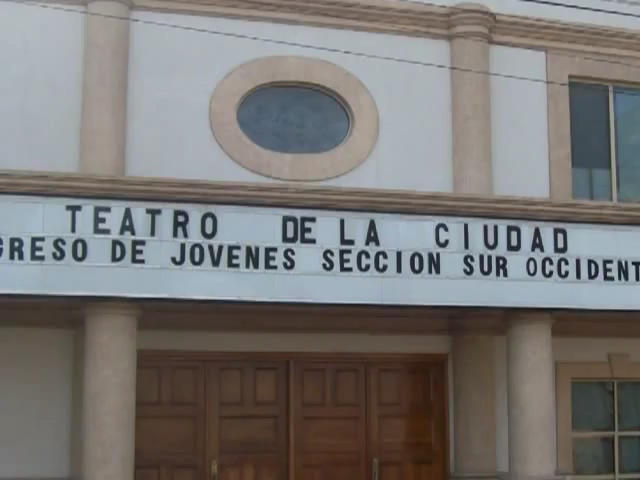 TEATRO DE LA CIUDAD
GRESO DE JOVENES SECCION SUR OCCIDENT